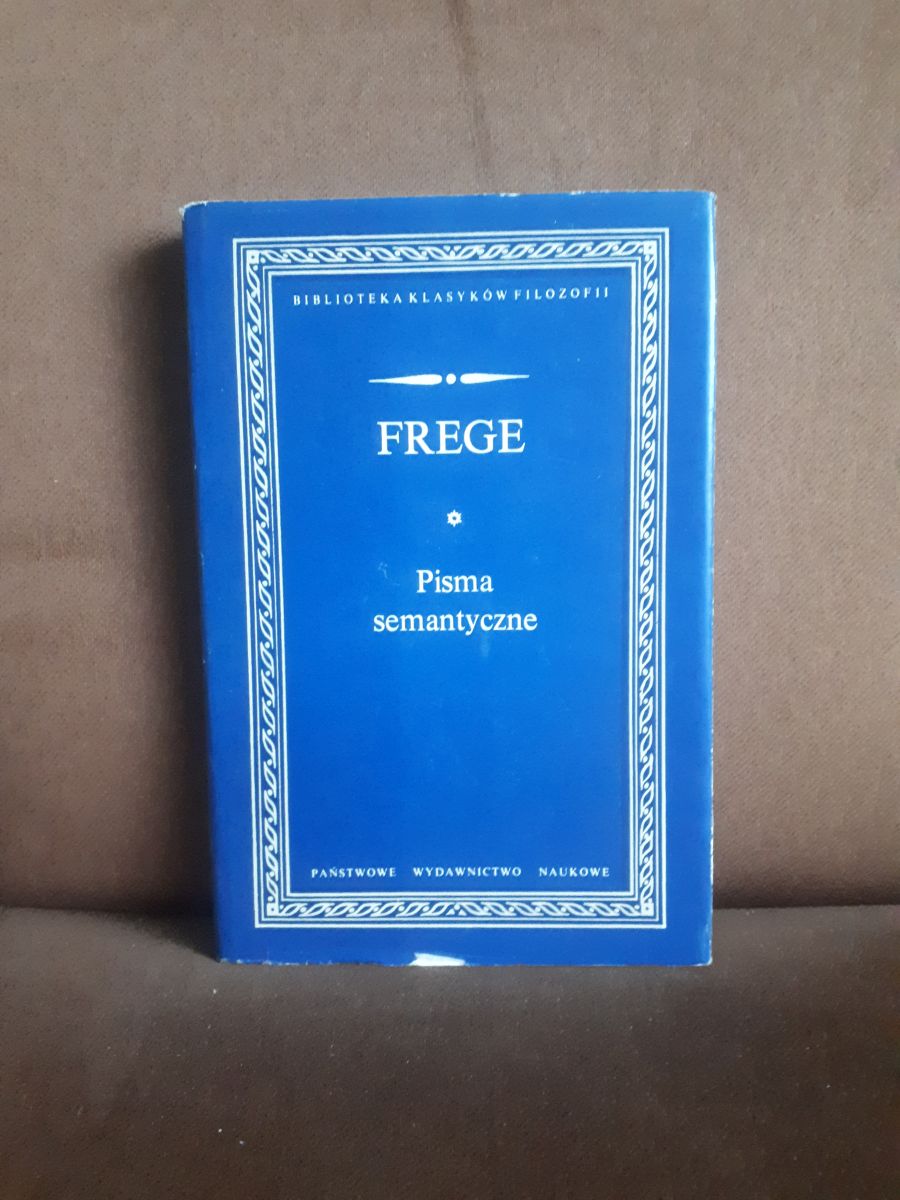 BIBLIOTEKA KLASYKÓW FILOZOFII
FREGE
Pisma
semantyczne
PAŃSTWOWE WYDAWNICTWO NAUKOWE